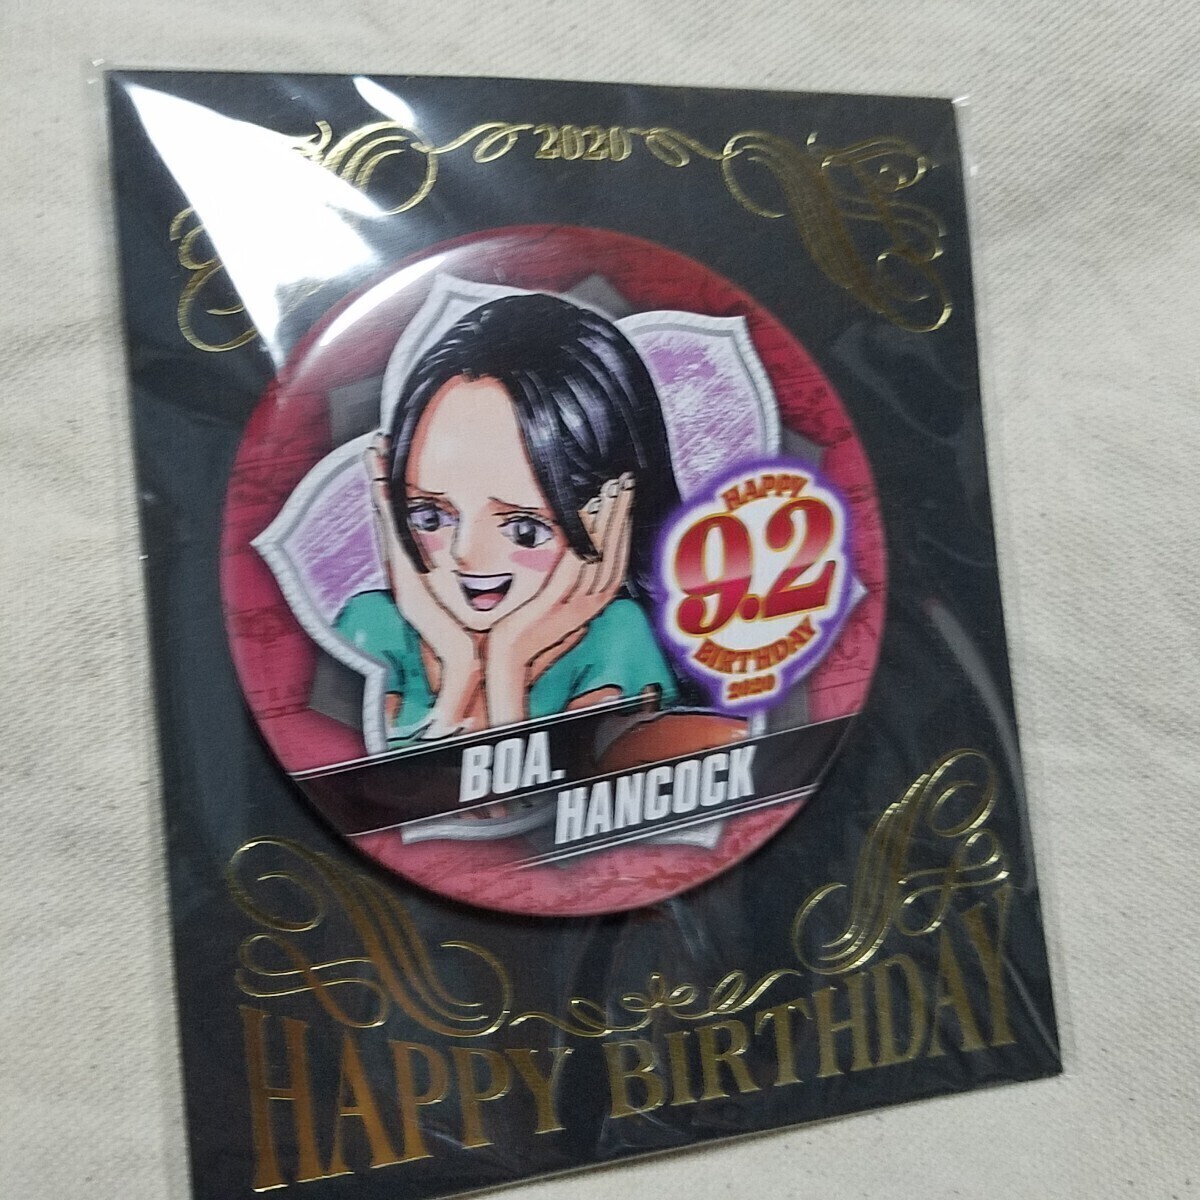 2020
HAPPY
9.2
BIRTHDAY
2020
BOA.
HANCOCK
HAPPY BIRTHDAY